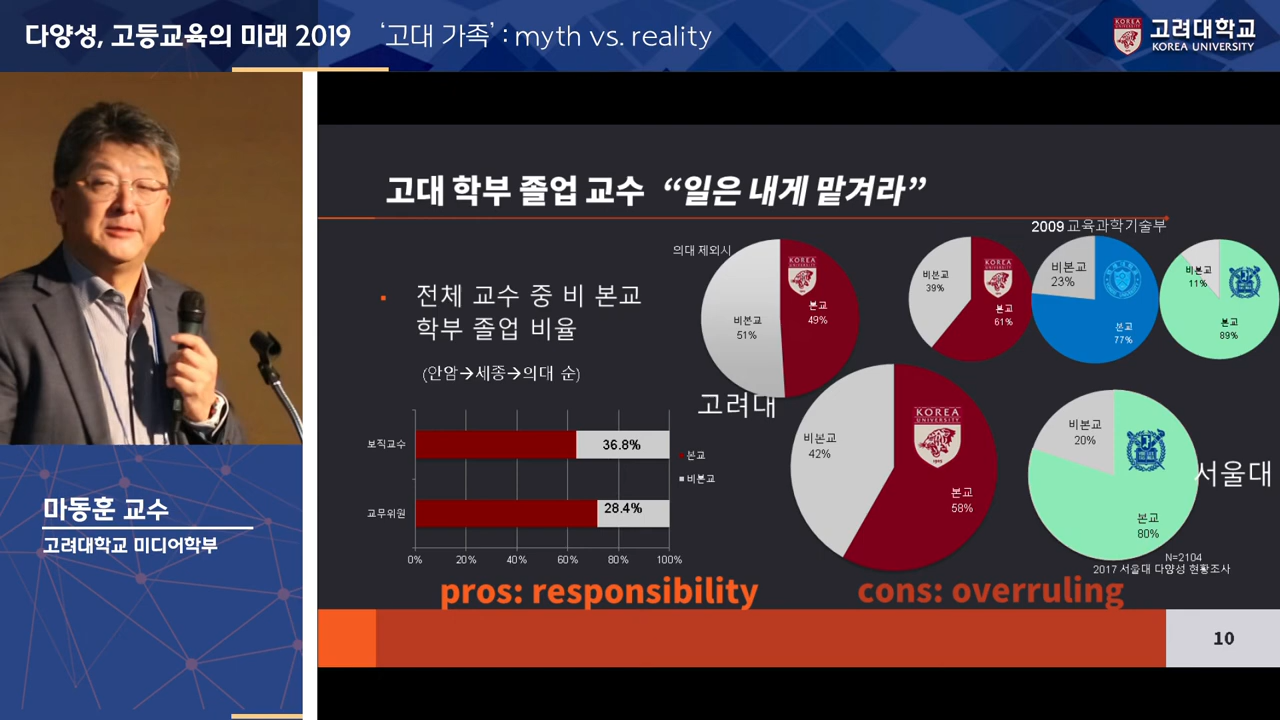 다양성, 고등교육의 미래 2019
‘고대 가족’ : myth vs. reality
KOREA
고려대학교
KOREA UNIVERSITY
고대 학부 졸업 교수 “일은 내게 맡겨라”
2009 교육과학기술부
의대 제외시
전체 교수 중 비 본교
학부 졸업 비율
(안암→세종→의대 순)
비본교
51%
KOREA
UNIVERSITY
본교
49%
비본교
39%
KOREA
UNIVERSITY
본교
61%
비본교
23%
본교
77%
비본교
11%
본교
89%
고려대
보직교수
36.8%
교무위원
28.4%
본교
비본교
0%
20%
40%
60%
80%
100%
비본교
42%
KOREA
UNIVERSITY
1905
본교
58%
비본교
20%
본교
80%
서울대
N=2104
2017 서울대 다양성 현황조사
pros: responsibility
cons: overruling
10
마동훈 교수
고려대학교 미디어학부